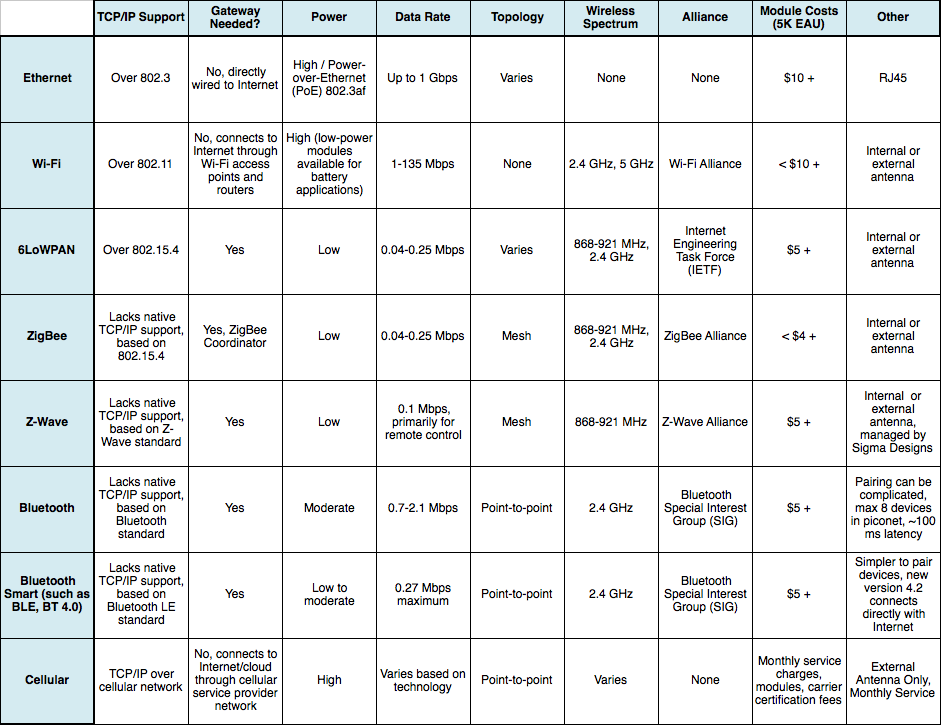 TCP/IP Support
Gateway
Needed?
Power
Data Rate
Topology
Wireless
Spectrum
Alliance
Module Costs
(5K EAU)
Other
Ethernet
Over 802.3
No, directly
wired to Internet
High / Power-
over-Ethernet
(PoE) 802.3af
Up to 1 Gbps
Varies
None
None
$10 +
RJ45
Wi-Fi
Over 802.11
No, connects to
Internet through
Wi-Fi access
points and
routers
High (low-power
modules
available for
battery
applications)
1-135 Mbps
None
2.4 GHz, 5 GHz
Wi-Fi Alliance
< $10 +
Internal or
external
antenna
6LoWPAN
Over 802.15.4
Yes
Low
0.04-0.25 Mbps
Varies
868-921 MHz,
2.4 GHz
Internet
Engineering
Task Force
(IETF)
$5 +
Internal or
external
antenna
ZigBee
Lacks native
TCP/IP support,
based on
802.15.4
Yes, ZigBee
Coordinator
Low
0.04-0.25 Mbps
Mesh
868-921 MHz,
2.4 GHz
ZigBee Alliance
< $4 +
Internal or
external
antenna
Z-Wave
Lacks native
TCP/IP support,
based on Z-
Wave standard
Yes
Low
0.1 Mbps,
primarily for
remote control
Mesh
868-921 MHz
Z-Wave Alliance
$5 +
Internal or
external
antenna,
managed by
Sigma Designs
Bluetooth
Lacks native
TCP/IP support,
based on
Bluetooth
standard
Yes
Moderate
0.7-2.1 Mbps
Point-to-point
2.4 GHz
Bluetooth
Special Interest
Group (SIG)
$5 +
Pairing can be
complicated,
max 8 devices
in piconet, ~100
ms latency
Bluetooth
Smart (such as
BLE, BT 4.0)
Lacks native
TCP/IP support,
based on
Bluetooth LE
standard
Yes
Low to
moderate
0.27 Mbps
maximum
Point-to-point
2.4 GHz
Bluetooth
Special Interest
Group (SIG)
$5 +
Simpler to pair
devices, new
version 4.2
connects
directly with
Internet
Cellular
TCP/IP over
cellular network
No, connects to
Internet/cloud
through cellular
service provider
network
High
Varies based on
technology
Point-to-point
Varies
None
Monthly service
charges,
modules, carrier
certification fees
External
Antenna Only,
Monthly Service